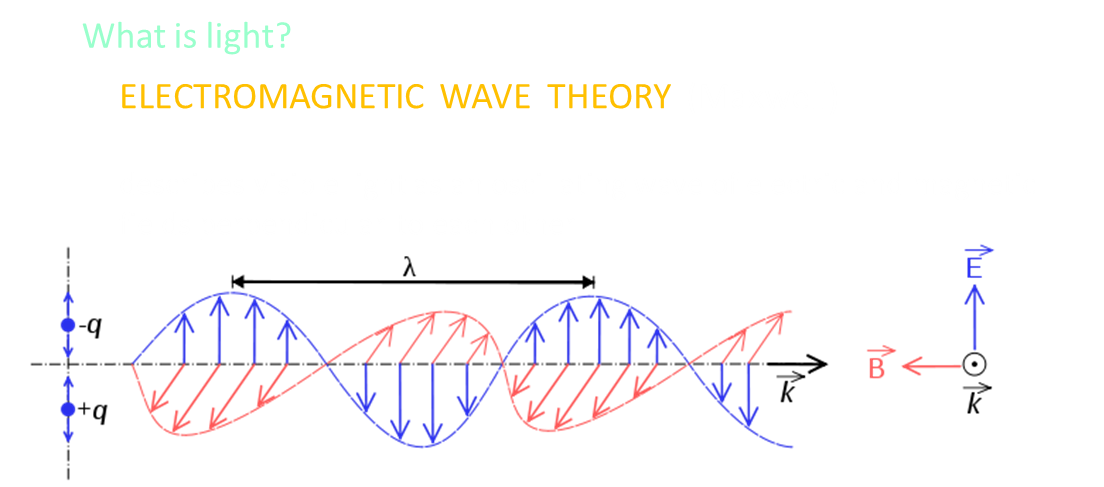 What is light?
ELECTROMAGNETIC WAVE THEORY
λ
-q
+q
k⃗
E⃗
B⃗
k⃗